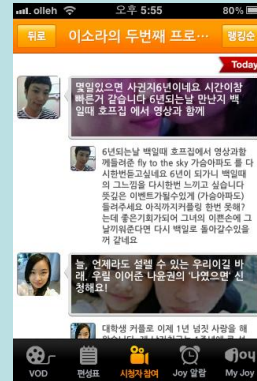 olleh 오후 5:55 80%
뒤로 이소라의 두번째 프로··· 랭킹순
Today
몇일있으면 사귄지6년이네요 시간이참
빠른거 같습니다 6년되는날 만난지 백
일때 호프집 에서 영상과 함께
6년되는날 백일때 호프집에서 영상과함
께들려준 fly to the sky 가슴아파도 를 다
시한번듣고싶네요 6년이 되가니 백일때
의 그느낌을 다시한번 느끼고 싶습니다
뜻깊은 이벤트가될수있게 (가슴아파도)
들려주세요 아직까지커플링 한번 못해?
는데 좋은기회가되어 그녀의 이쁜손에 그
날끼워준다면 다시 백일로 돌아갈수있을
꺼 같네요
늘, 언제라도 설렐 수 있는 우리이길 바
래. 우릴 이어준 나윤권의 '나였으면' 신
청해요!
대학생 커플로 이제 1년 넘짓 사랑을 해
VOD 편성표 시청자 참여 Joy 알람 My Joy